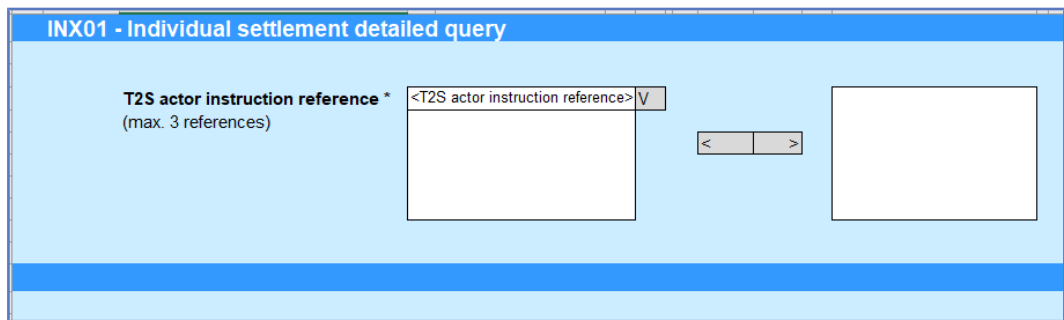 INX01 - Individual settlement detailed query
T2S actor instruction reference * <T2S actor instruction reference> V
(max. 3 references)
< >